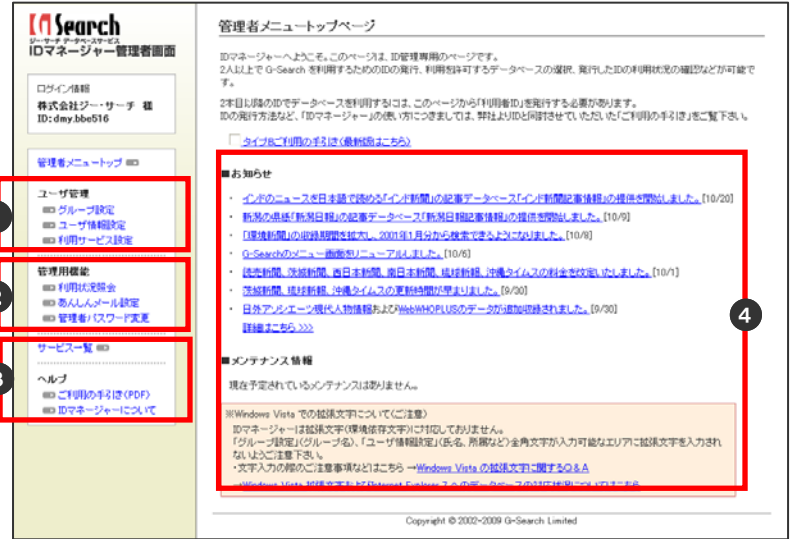 G Search
ジー・サーチ データベースサービス
IDマネージャー管理者画面
ログイン情報
株式会社ジー・サーチ 様
ID:dmy.bbe516
管理者メニュートップ
ユーザ管理
グループ設定
ユーザ情報設定
利用サービス設定
管理用機能
利用状況照会
あんしんメール設定
管理者パスワード変更
サービス一覧
ヘルプ
ご利用の手引き(PDF)
IDマネージャーについて
管理者メニュートップページ
IDマネージャーへようこそ。このページは、ID管理専用のページです。
2人以上で G-Search を利用するためのIDの発行、利用を許可するデータベースの選択、発行したIDの利用状況の確認などが可能で
す。
2本目以降のIDでデータベースを利用するには、このページから「利用者ID」を発行する必要があります。
IDの発行方法など、「IDマネージャー」の使い方につきましては、弊社よりIDと同封させていただいた「ご利用の手引き」をご覧下さい。
タイプBご利用の手引き(最新版はこちら)
■お知らせ
・ インドのニュースを日本語で読める「インド新聞」の記事データベース「インド新聞記事情報」の提供を開始しました。[10/20]
・ 新潟の県紙「新潟日報」の記事データベース「新潟日報記事情報」の提供を開始しました。[10/9]
・ 「環境新聞」の収録期間を拡大し、2001年1月分から検索できるようになりました。[10/8]
・ G-Searchのメニュー画面をリニューアルしました。[10/6]
・ 読売新聞、茨城新聞、西日本新聞、南日本新聞、琉球新報、沖縄タイムスの料金を改定いたしました。[10/1]
・ 茨城新聞、琉球新報、沖縄タイムスの更新時間が早まりました。[9/30]
・ 日外アソシエーツ現代人物情報およびWebWHOPLUSのデータが追加収録されました。[9/30]
詳細はこちら >>>
4
■メンテナンス情報
現在予定されているメンテナンスはありません。
※Windows Vista での拡張文字について(ご注意)
IDマネージャーは拡張文字(環境依存文字)に対応しておりません。
「グループ設定」(グループ名)、「ユーザ情報設定」(氏名、所属など)全角文字が入力可能なエリアに拡張文字を入力され
ないようご注意下さい。
・文字入力の際のご注意事項などはこちら →Windows Vista の拡張文字に関するQ&A
→Windows Vista 拡張文字およびInternet Explorer 7 へのデータベースの対応状況についてはこちら
Copyright © 2002-2009 G-Search Limited